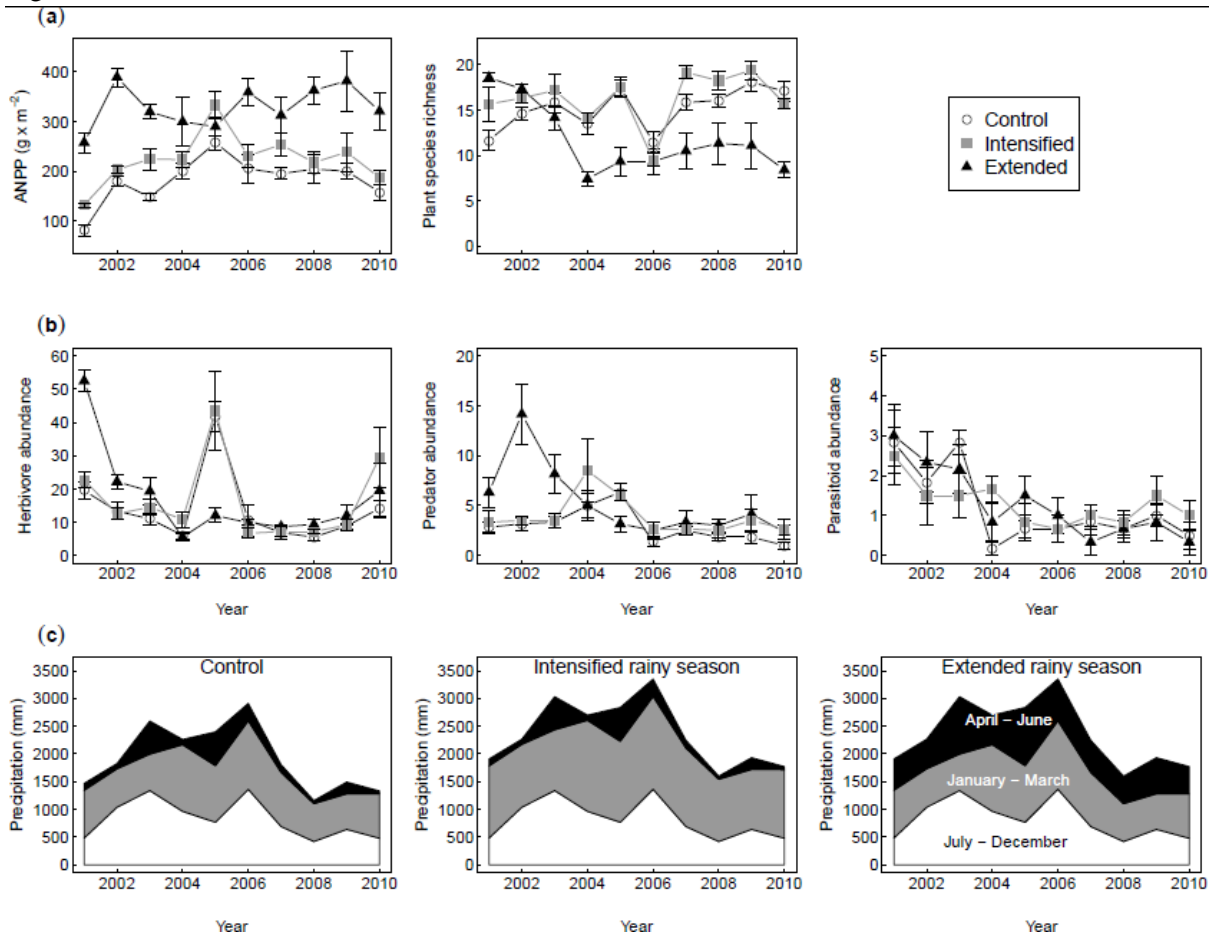 (a)
ANPP (g x m⁻²)
400
300
200
100
2002 2004 2006 2008 2010
Plant species richness
20
15
10
5
0
2002 2004 2006 2008 2010
Control
Intensified
Extended
(b)
Herbivore abundance
60
50
40
30
20
10
0
2002 2004 2006 2008 2010
Year
Predator abundance
20
15
10
5
0
2002 2004 2006 2008 2010
Year
Parasitoid abundance
5
4
3
2
1
0
2002 2004 2006 2008 2010
Year
(c)
Control
Precipitation (mm)
3500
3000
2500
2000
1500
1000
500
0
2002 2004 2006 2008 2010
Year
Intensified rainy season
Precipitation (mm)
3500
3000
2500
2000
1500
1000
500
0
2002 2004 2006 2008 2010
Year
Extended rainy season
Precipitation (mm)
3500
3000
2500
2000
1500
1000
500
0
April – June
January – March
July – December
2002 2004 2006 2008 2010
Year